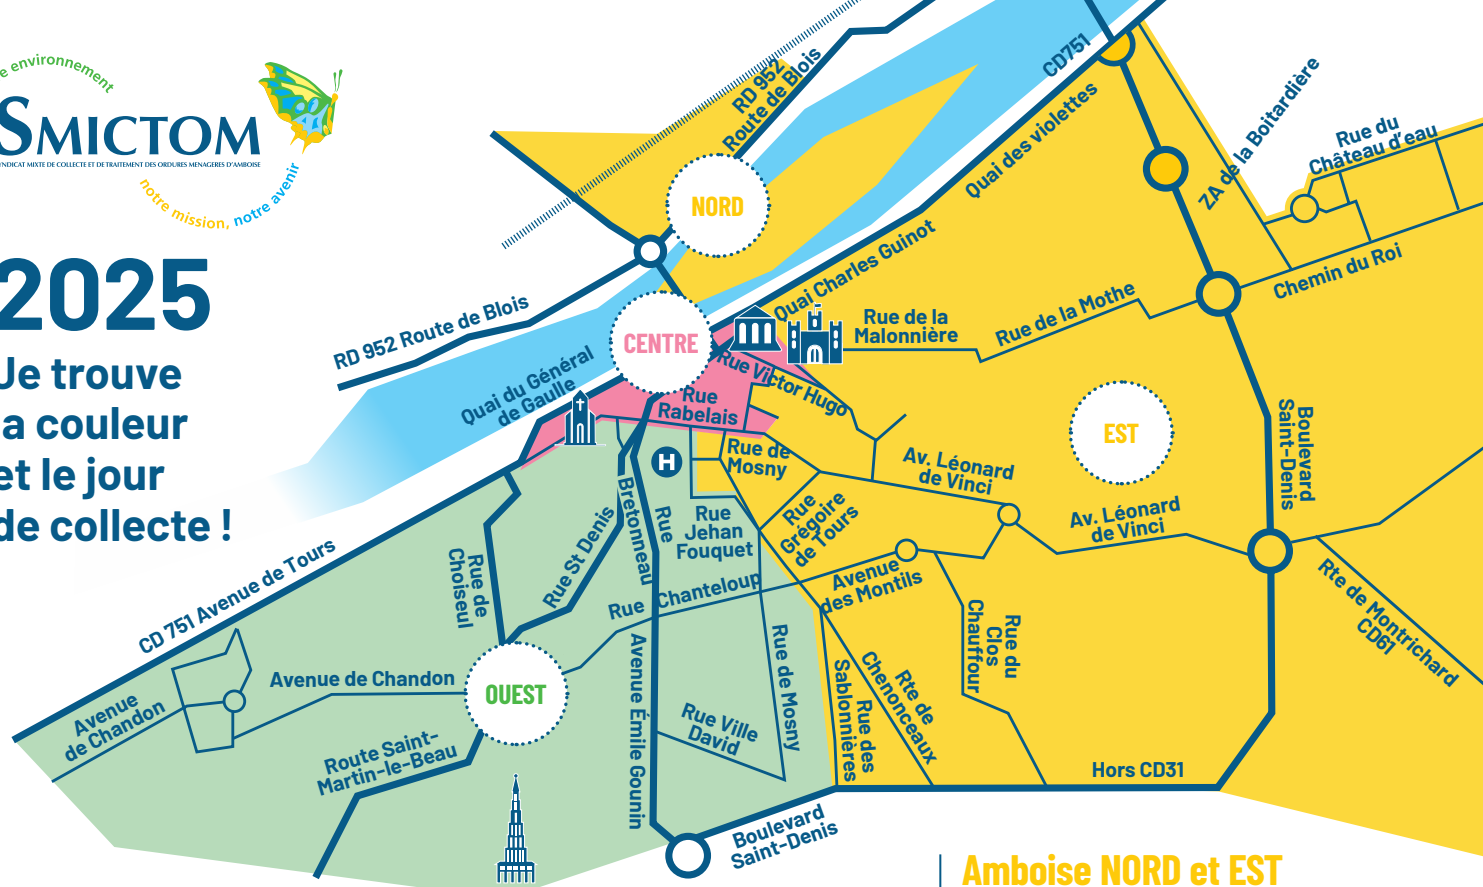 e environnement
SMICTOM
SYNDICAT MIXTE DE COLLECTE ET DE TRAITEMENT DES ORDURES MENAGERES D'AMBOISE
notre mission, notre avenir
2025
Je trouve
la couleur
et le jour
de collecte !
RD 952
Route de Blois
CD751
Quai des violettes
ZA de la Boitardière
Rue du
Château d'eau
NORD
Quai Charles Guinot
Chemin du Roi
RD 952 Route de Blois
CENTRE
Rue de la
Malonnière
Rue de la Mothe
Quai du Général
de Gaulle
Rue Victor Hugo
Rue
Rabelais
EST
Boulevard
Saint-Denis
H
Rue de
Mosny
Av. Léonard
de Vinci
Av. Léonard
de Vinci
Bretonneau
Rue
Rue
Jehan
Fouquet
Rue
Grégoire
de Tours
Rue St Denis
Rue de
Choiseul
CD 751 Avenue de Tours
Rue Chanteloup
Avenue
des Montils
Rue du
Clos
Chauffour
Rte de Montrichard
CD61
Avenue
de Chandon
Avenue de Chandon
OUEST
Avenue Émile Gounin
Rue de Mosny
Rue Ville
David
Rue des
Sablonnières
Rte de
Chenonceaux
Route Saint-
Martin-le-Beau
Hors CD31
Boulevard
Saint-Denis
Amboise NORD et EST